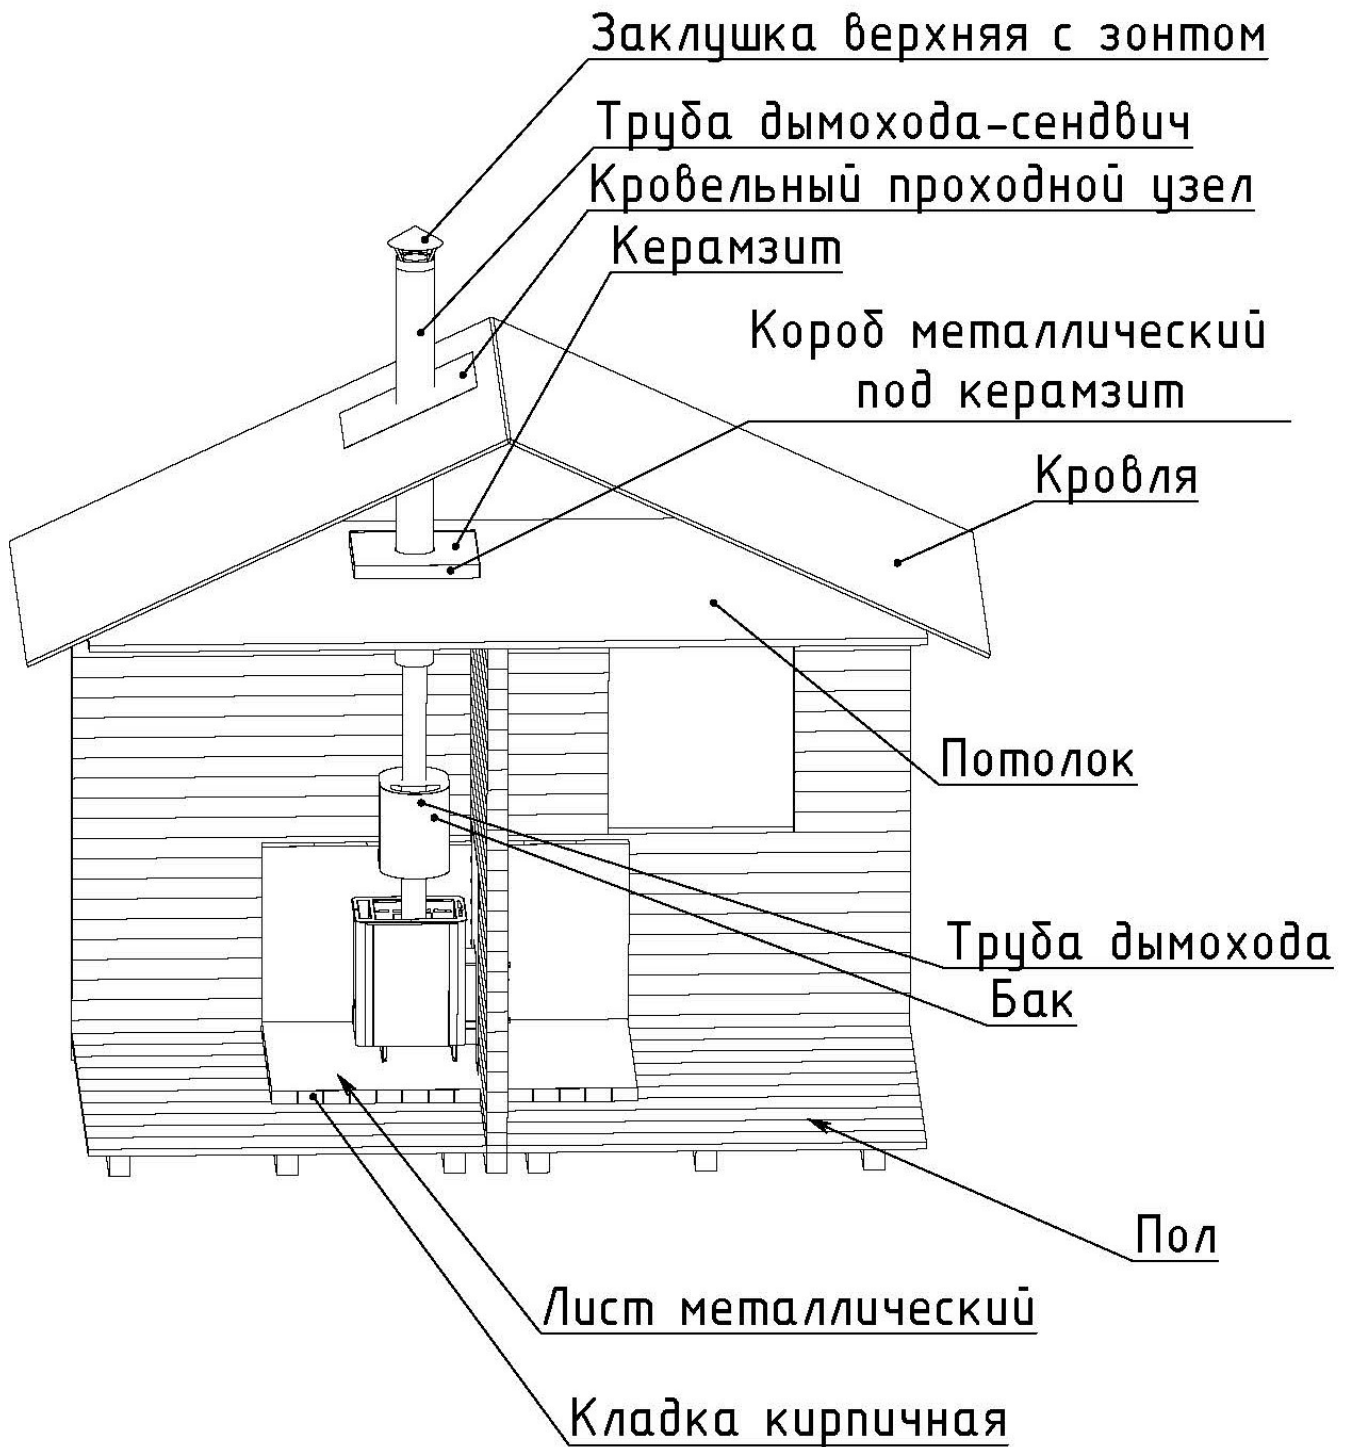 Заклушка верхняя с зонтом
Труба дымохода-сендвич
Кровельный проходной узел
Керамзит
Короб металлический
под керамзит
Кровля
Потолок
Труба дымохода
Бак
Пол
Лист металлический
Кладка кирпичная